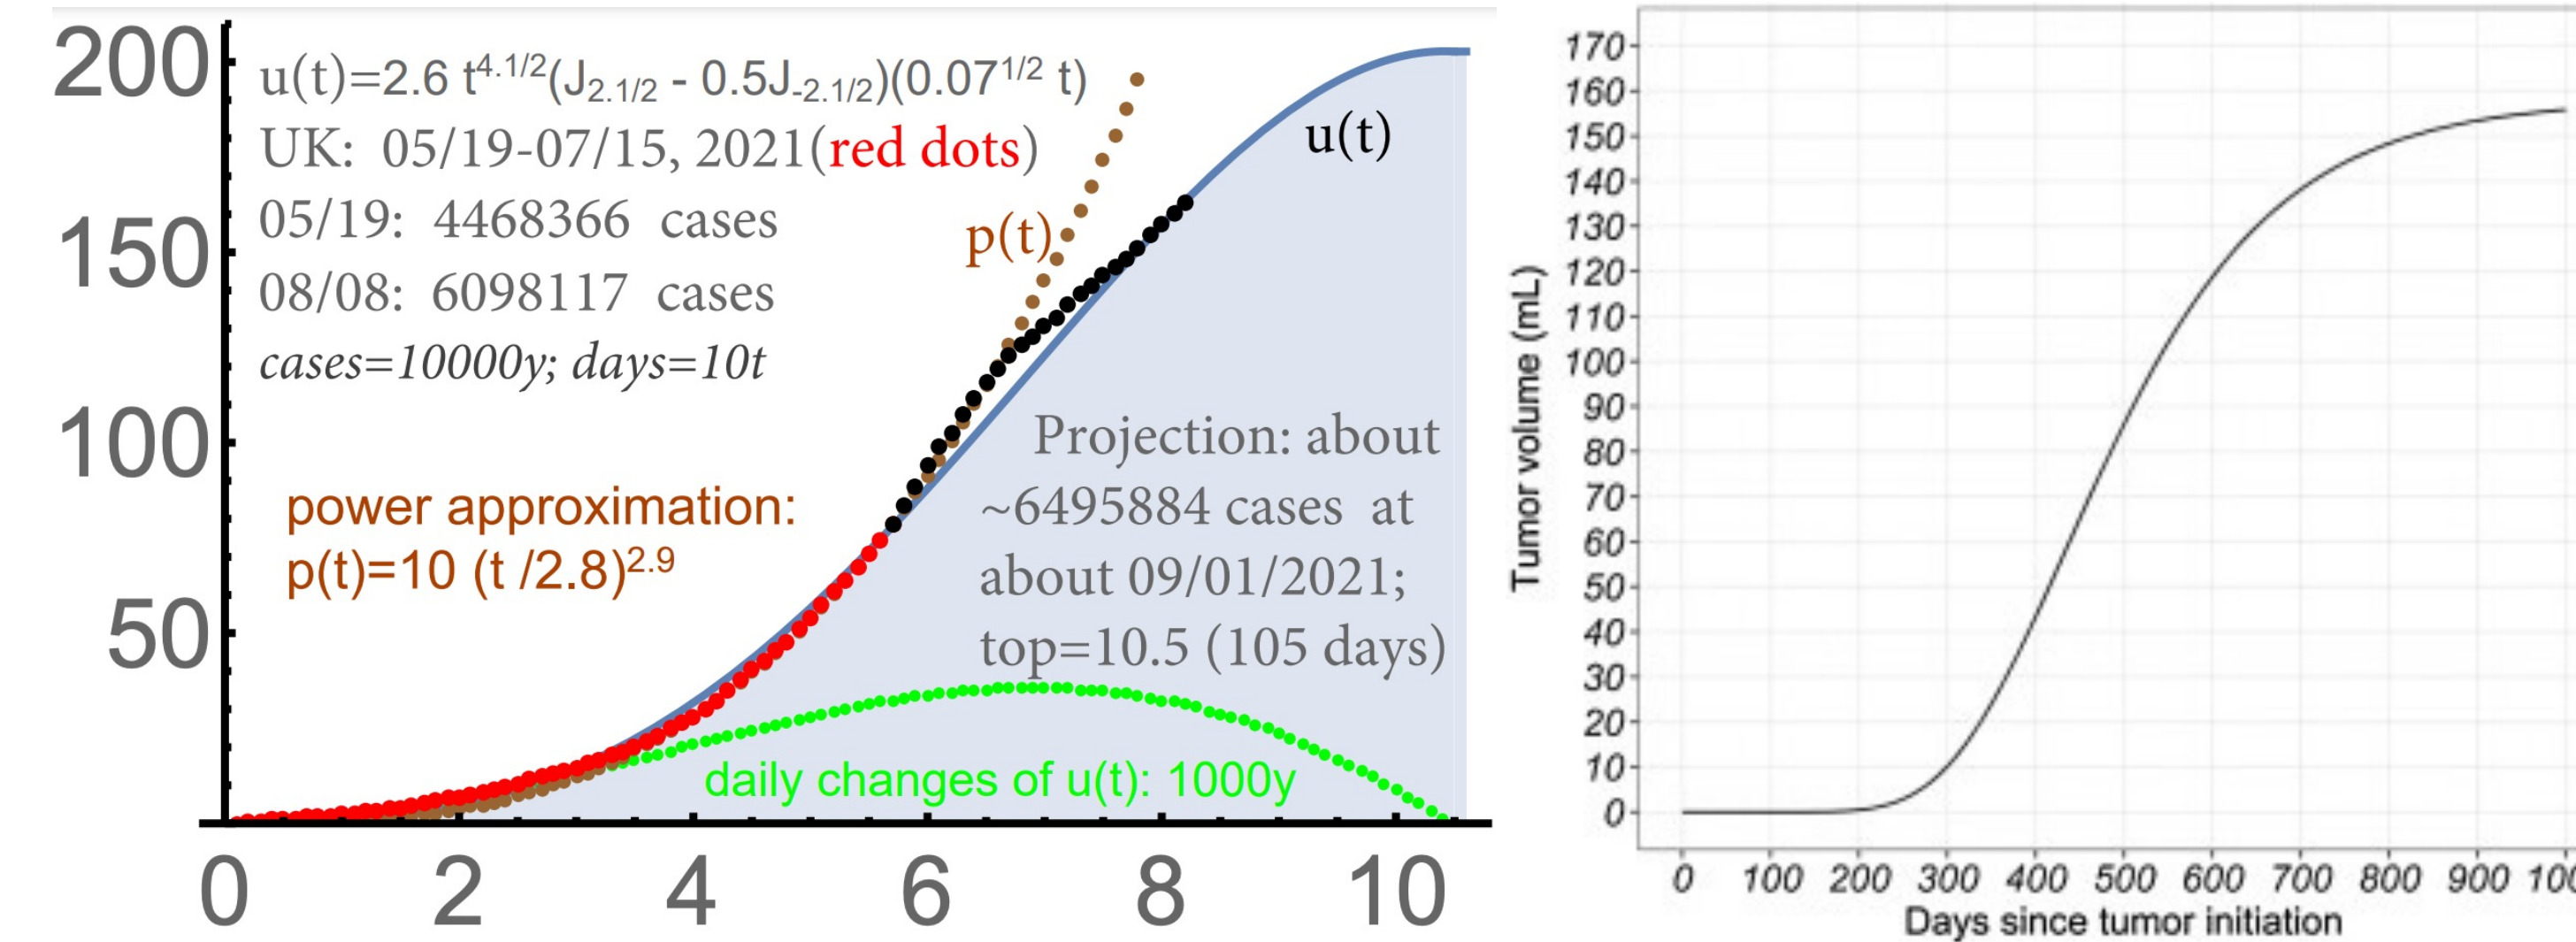 200
150
100
50
u(t)=2.6 t^4.1/2(J_2.1/2 - 0.5J_-2.1/2)(0.07^1/2 t)
UK: 05/19-07/15, 2021(red dots)
05/19: 4468366 cases
08/08: 6098117 cases
cases=10000y; days=10t
p(t)
u(t)
power approximation:
p(t)=10 (t /2.8)^2.9
Projection: about
~6495884 cases at
about 09/01/2021;
top=10.5 (105 days)
daily changes of u(t): 1000y
0 2 4 6 8 10
Tumor volume (mL)
170
160
150
140
130
120
110
100
90
80
70
60
50
40
30
20
10
0
0 100 200 300 400 500 600 700 800 900
Days since tumor initiation